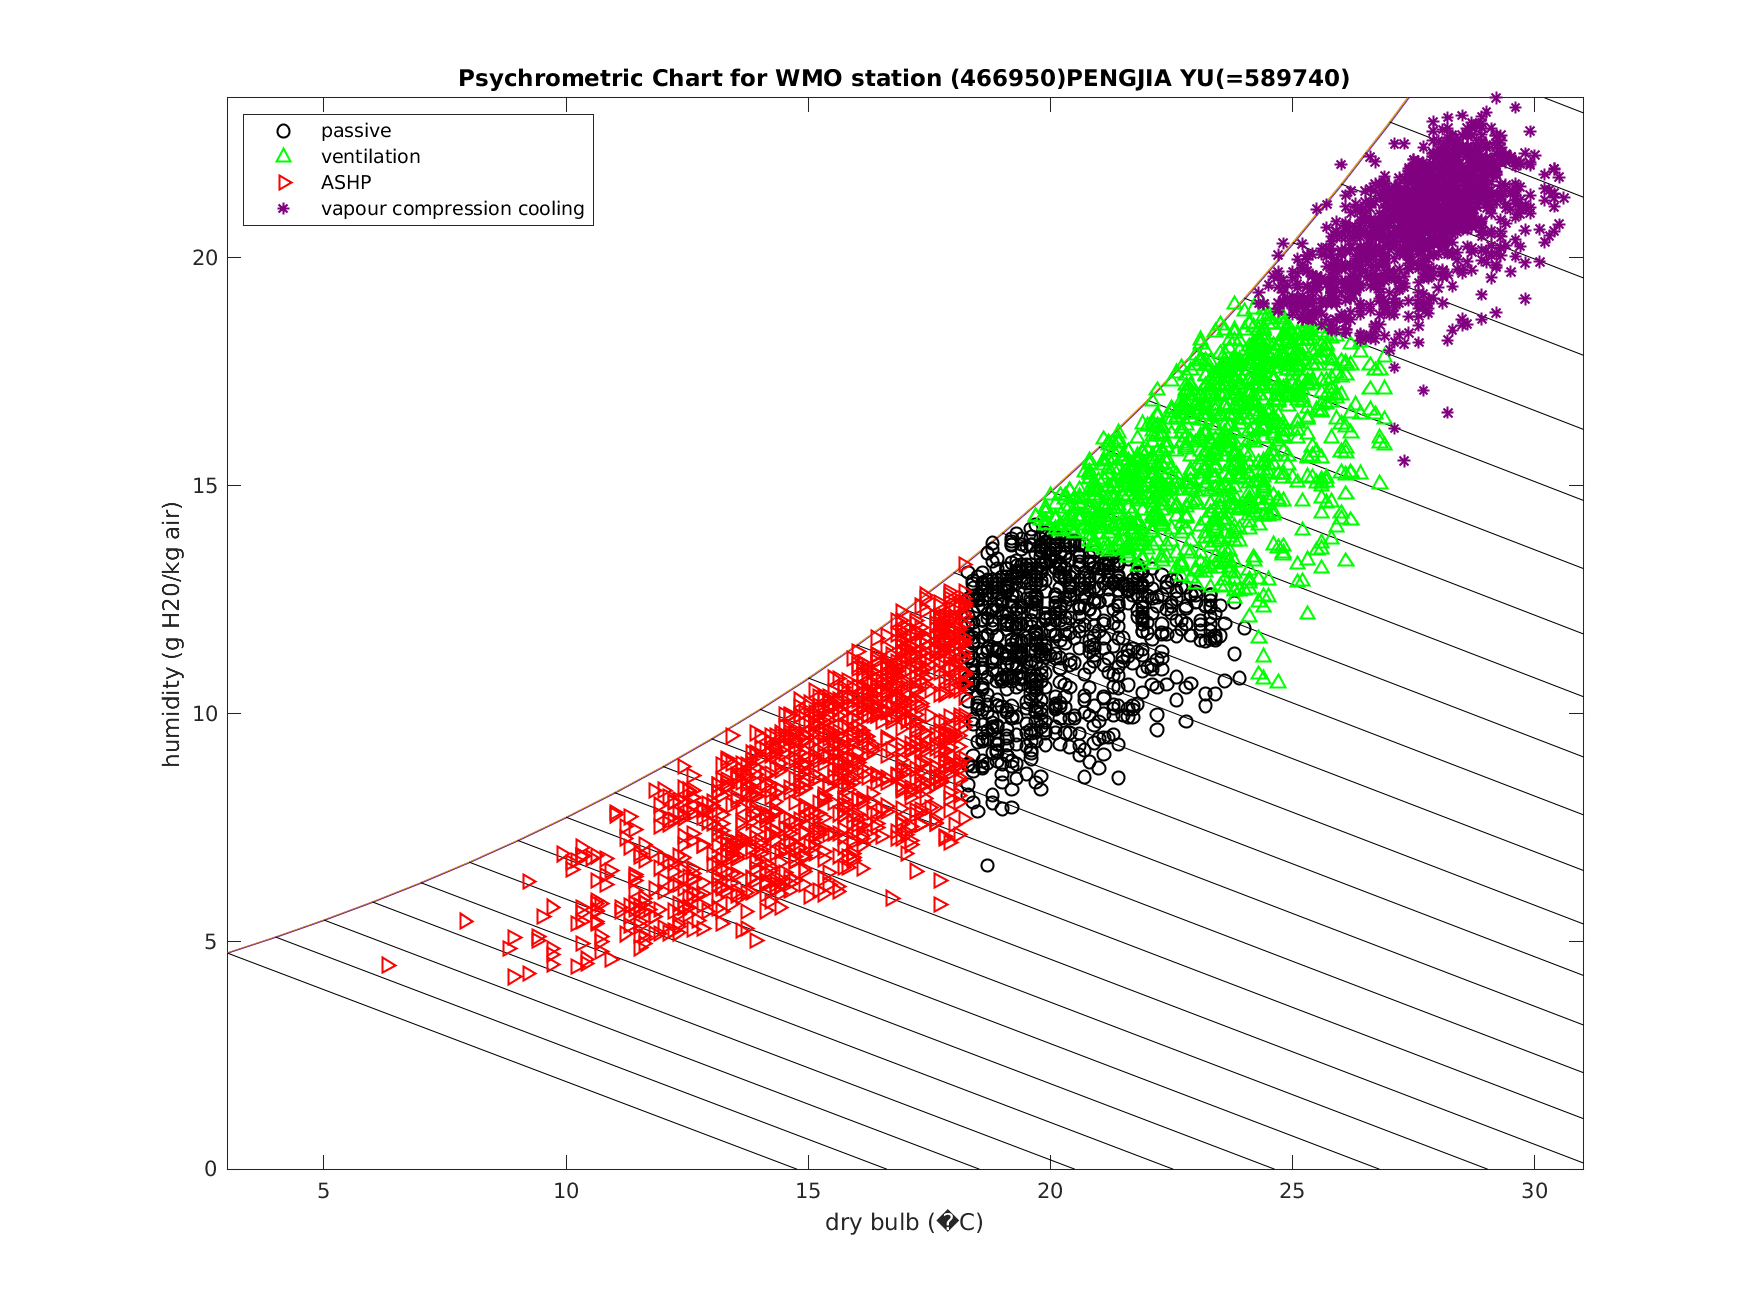 Psychrometric Chart for WMO station (466950)PENGJIA YU(=589740)
passive
ventilation
ASHP
vapour compression cooling
humidity (g H20/kg air)
20
15
10
5
0
5 10 15 20 25 30
dry bulb (�C)